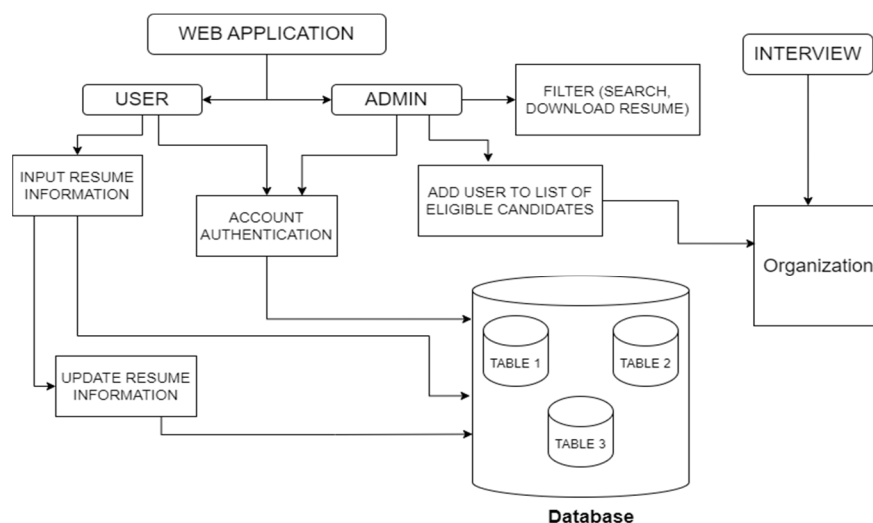 WEB APPLICATION
INTERVIEW
USER
ADMIN
FILTER (SEARCH,
DOWNLOAD RESUME)
INPUT RESUME
INFORMATION
ACCOUNT
AUTHENTICATION
ADD USER TO LIST OF
ELIGIBLE CANDIDATES
Organization
UPDATE RESUME
INFORMATION
TABLE 1
TABLE 2
TABLE 3
Database